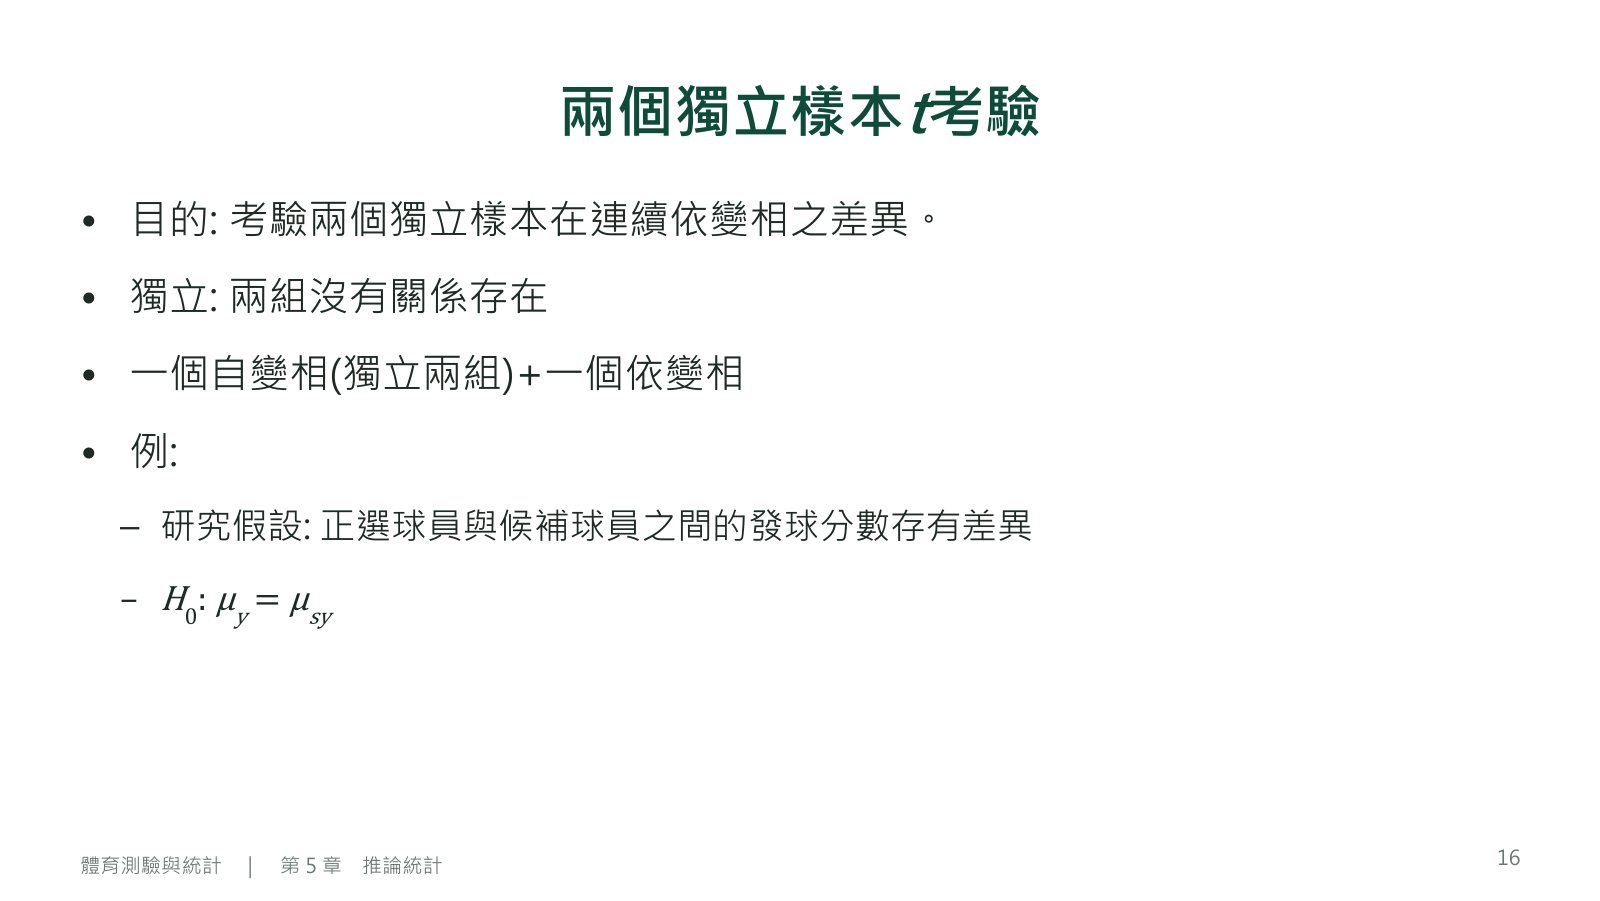 兩個獨立樣本t考驗
• 目的: 考驗兩個獨立樣本在連續依變相之差異。
• 獨立: 兩組沒有關係存在
• 一個自變相(獨立兩組)+一個依變相
• 例:
– 研究假設: 正選球員與候補球員之間的發球分數存有差異
– H₀: μ_y = μ_sy
體育測驗與統計 | 第 5 章 推論統計
16